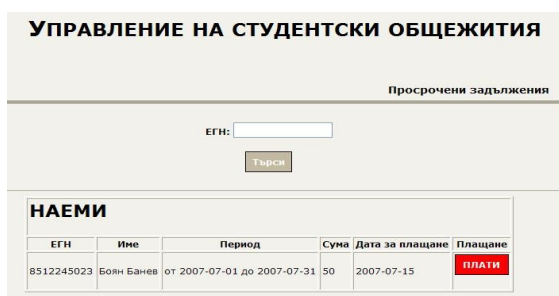 УПРАВЛЕНИЕ НА СТУДЕНТСКИ ОБЩЕЖИТИЯ
Просрочени задължения
ЕГН:
Търси
НАЕМИ
ЕГН Име Период Сума Дата за плащане Плащане
8512245023 Боян Банев от 2007-07-01 до 2007-07-31 50 2007-07-15 ПЛАТИ